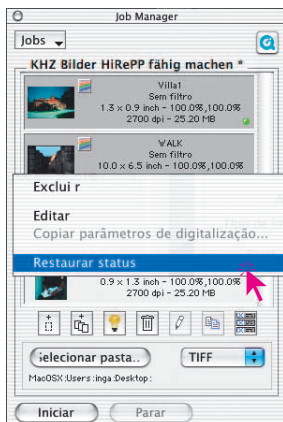 Job Manager
Jobs
KHZ Bilder HiRePP fähig machen *
Villa1
Sem filtro
1.3 x 0.9 inch - 100.0%,100.0%
2700 dpi - 25.20 MB
WALK
Sem filtro
10.0 x 6.5 inch - 100.0%,100.0%
Exclui r
Editar
Copiar parâmetros de digitalização...
Restaurar status
0.9 x 1.3 inch - 100.0%,100.0%
2700 dpi - 25.20 MB
Selecionar pasta..
TIFF
MacOSX:Users:inga:Desktop:
Iniciar
Parar